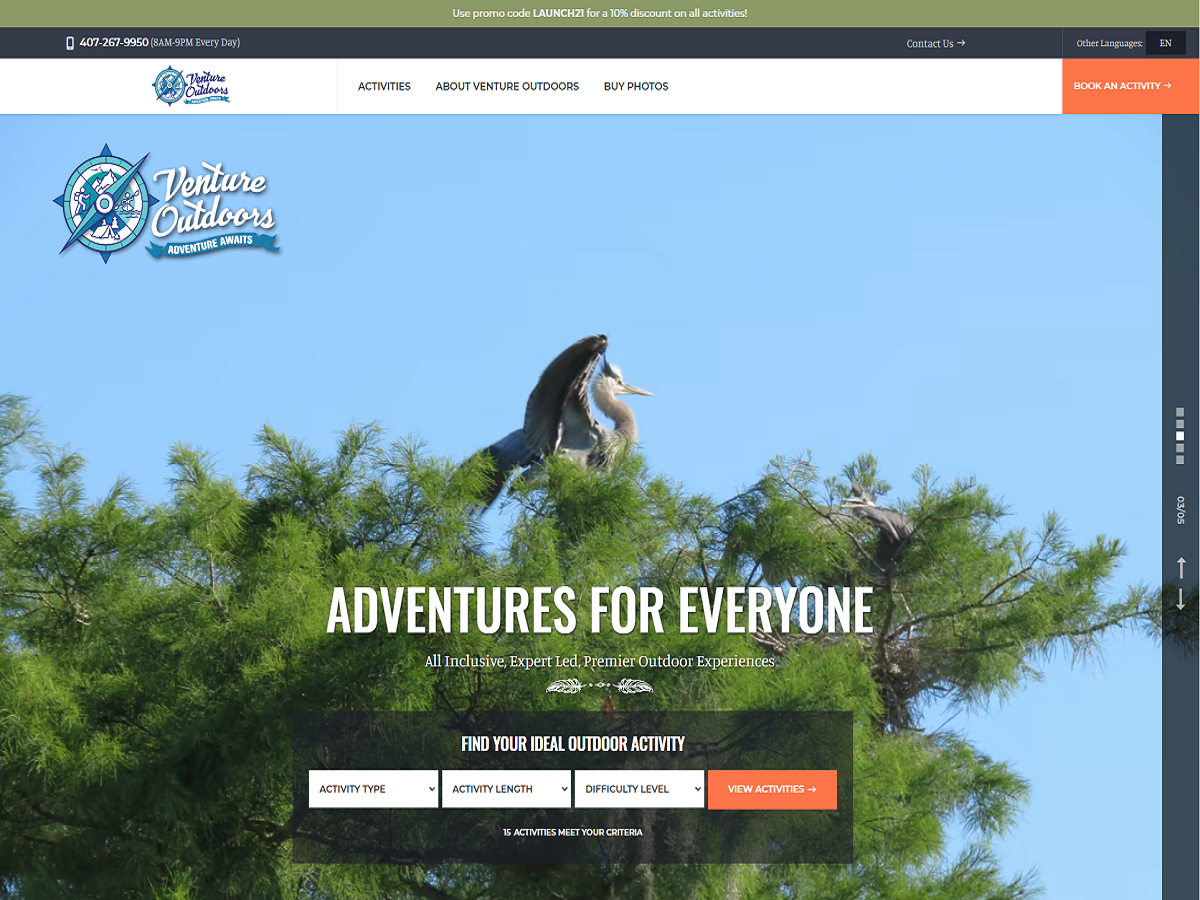 Use promo code LAUNCH21 for a 10% discount on all activities!
407-267-9950 (8AM-9PM Every Day)
Contact Us →
Other Languages: EN
Venture
Outdoors
ADVENTURE AWAITS
ACTIVITIES ABOUT VENTURE OUTDOORS BUY PHOTOS
BOOK AN ACTIVITY →
Venture
Outdoors
ADVENTURE AWAITS
03/05
ADVENTURES FOR EVERYONE
All Inclusive, Expert Led, Premier Outdoor Experiences
FIND YOUR IDEAL OUTDOOR ACTIVITY
ACTIVITY TYPE ACTIVITY LENGTH DIFFICULTY LEVEL VIEW ACTIVITIES →
15 ACTIVITIES MEET YOUR CRITERIA